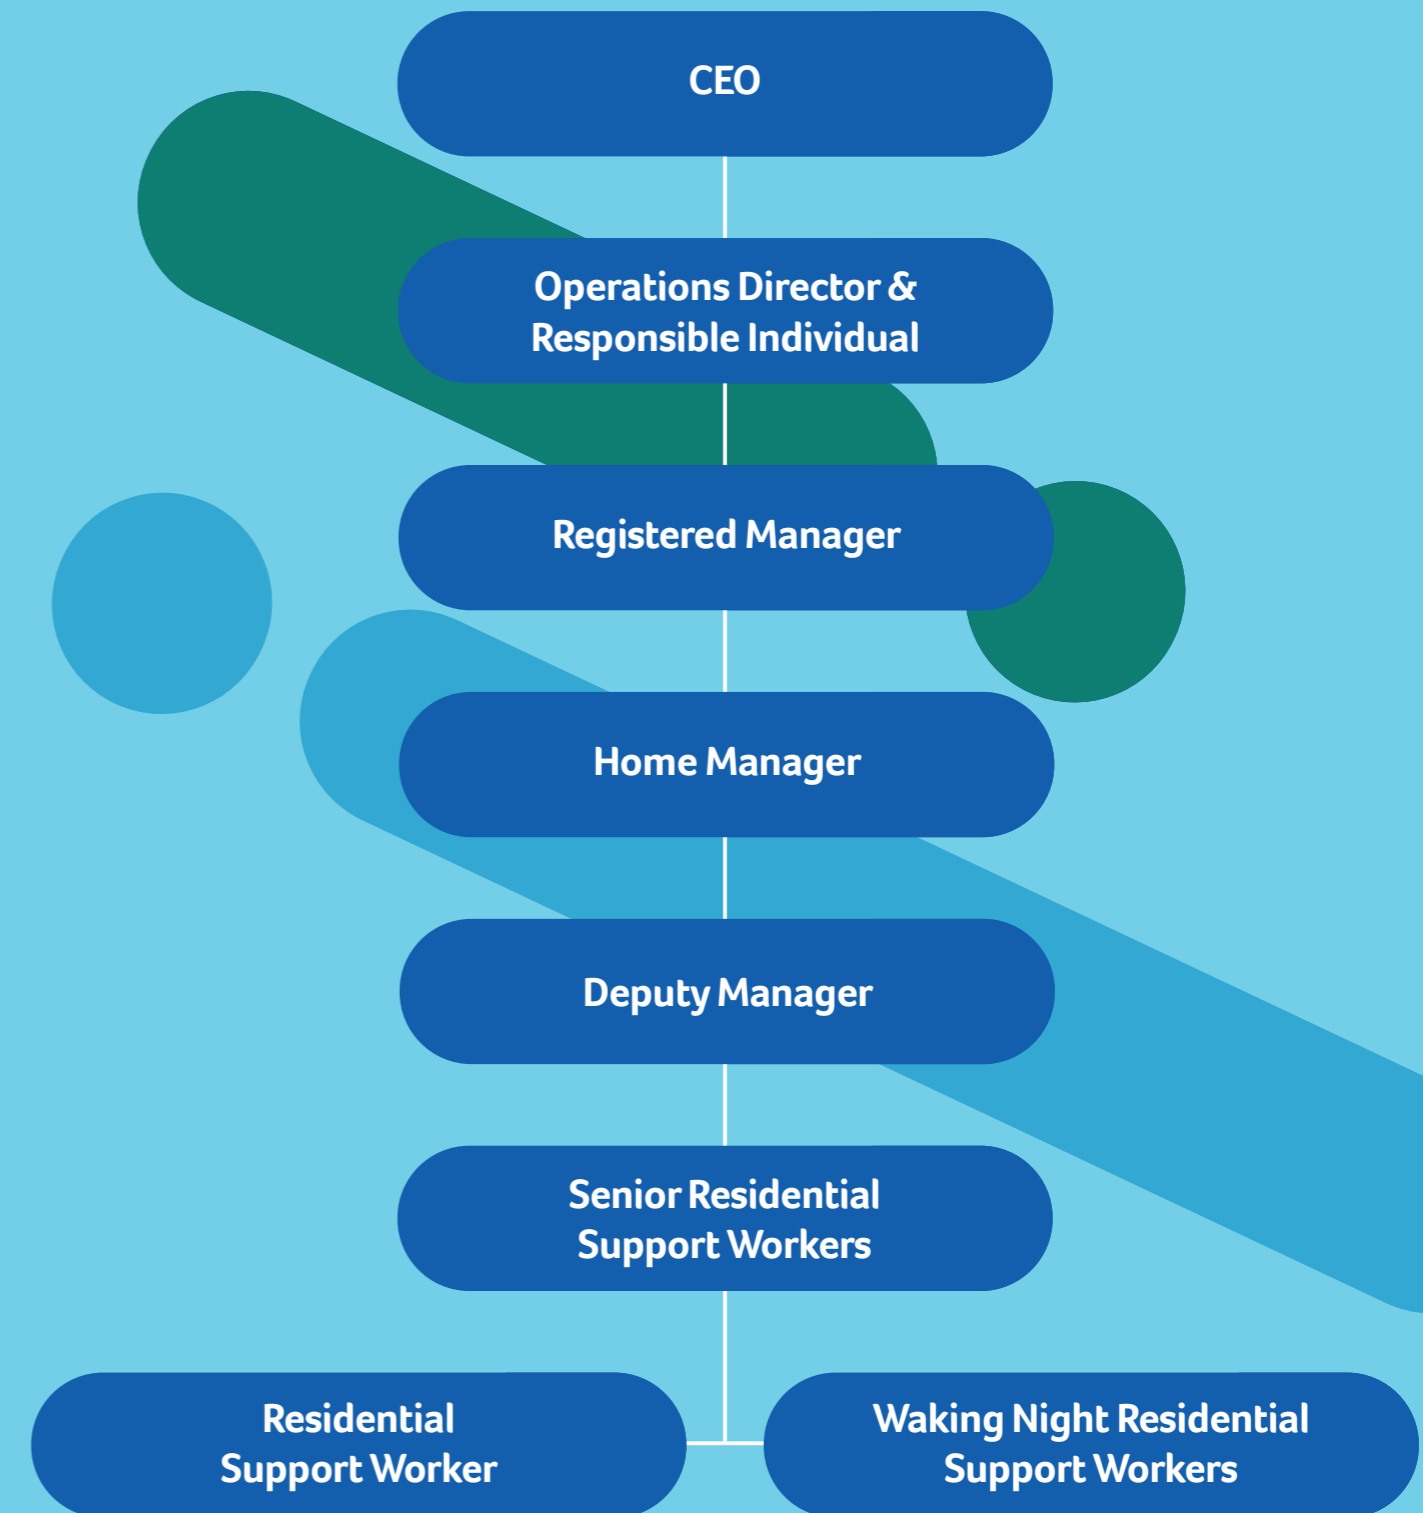 CEO
Operations Director &
Responsible Individual
Registered Manager
Home Manager
Deputy Manager
Senior Residential
Support Workers
Residential
Support Worker
Waking Night Residential
Support Workers